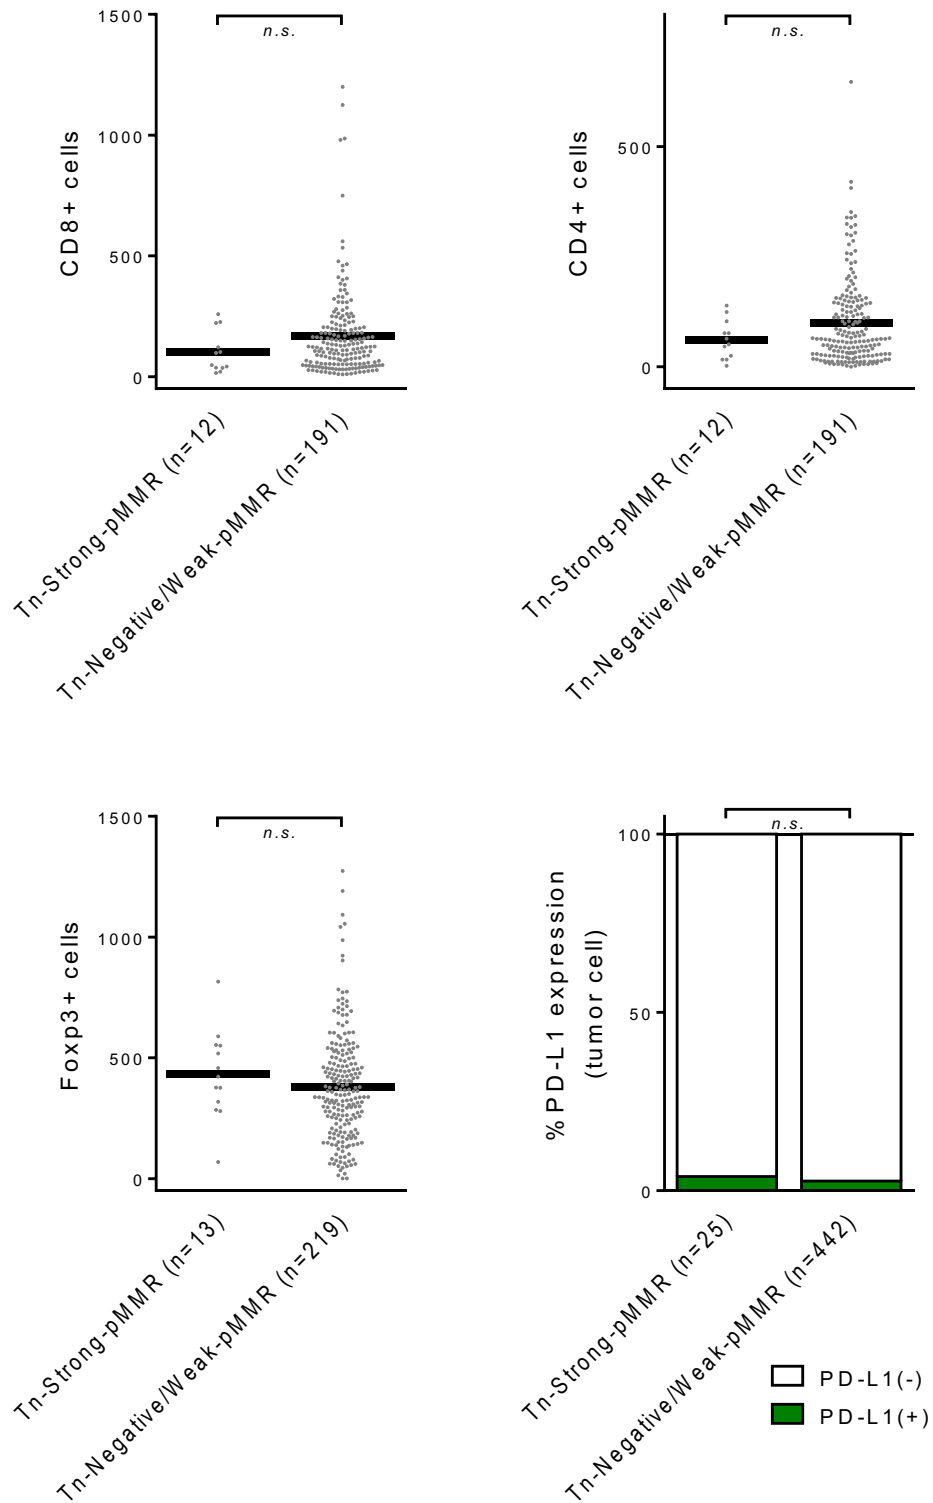 1500
n.s.
1000
CD8+ cells
500
0
Tn-Strong-pMMR (n=12)
Tn-Negative/Weak-pMMR (n=191)
n.s.
500
CD4+ cells
0
Tn-Strong-pMMR (n=12)
Tn-Negative/Weak-pMMR (n=191)
1500
n.s.
1000
Foxp3+ cells
500
0
Tn-Strong-pMMR (n=13)
Tn-Negative/Weak-pMMR (n=219)
n.s.
100
%PD-L1 expression
(tumor cell)
50
0
Tn-Strong-pMMR (n=25)
Tn-Negative/Weak-pMMR (n=442)
PD-L1(-)
PD-L1(+)